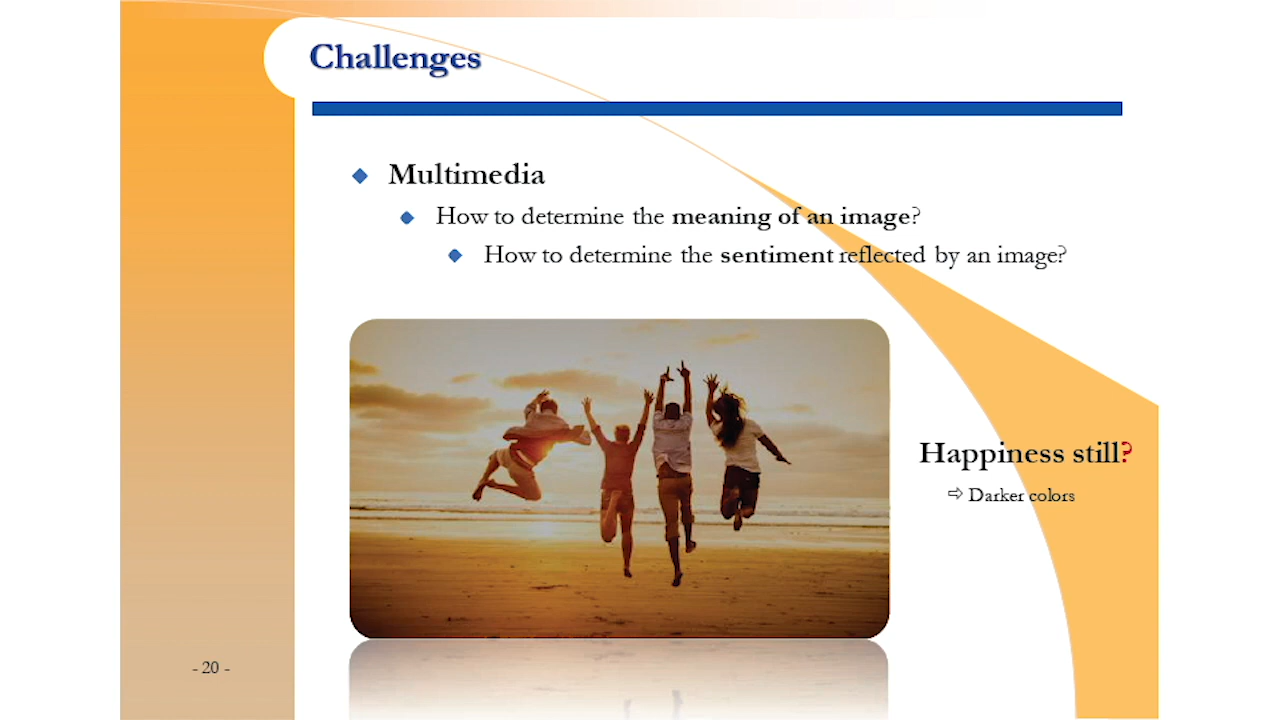 Challenges
Multimedia
How to determine the meaning of an image?
How to determine the sentiment reflected by an image?
Happiness still?
⇨ Darker colors
- 20 -